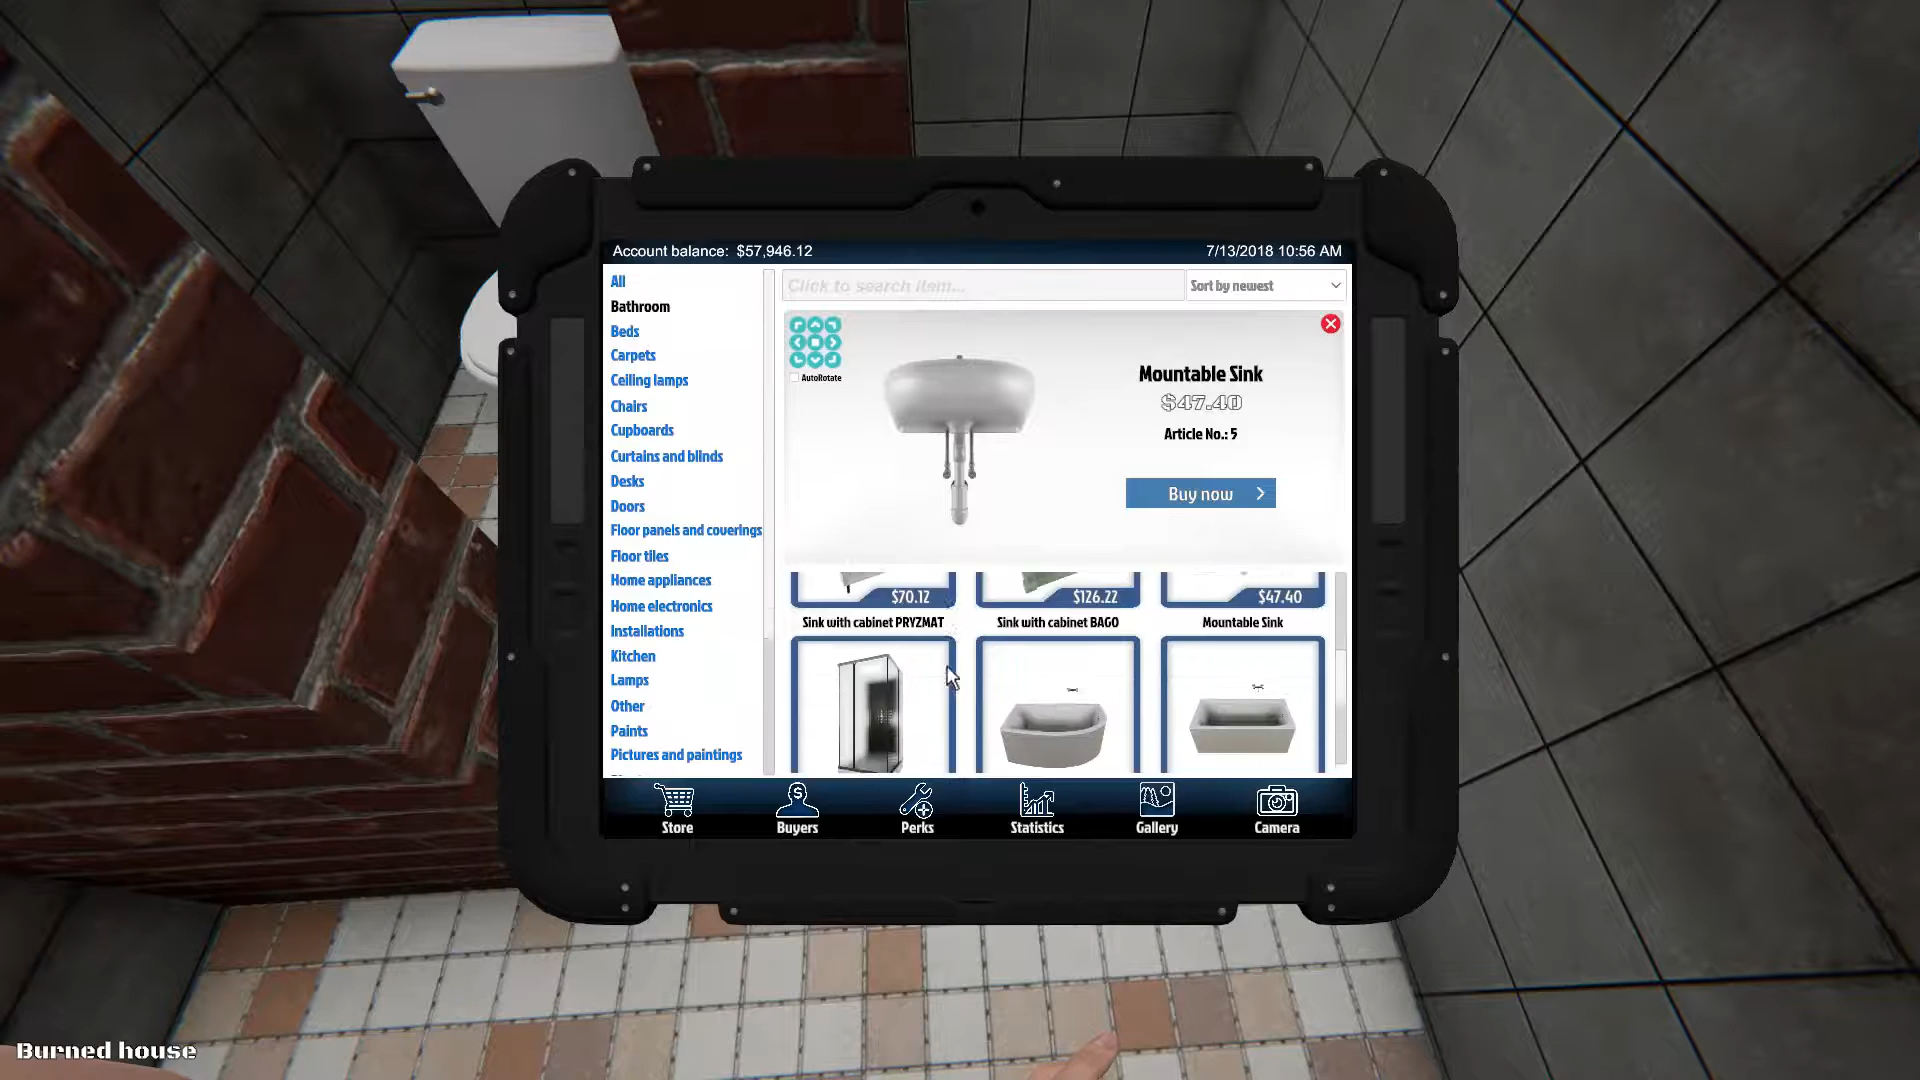 Account balance: $57,946.12
7/13/2018 10:56 AM
All
Bathroom
Beds
Carpets
Ceiling lamps
Chairs
Cupboards
Curtains and blinds
Desks
Doors
Floor panels and coverings
Floor tiles
Home appliances
Home electronics
Installations
Kitchen
Lamps
Other
Paints
Pictures and paintings
Click to search item...
Sort by newest
AutoRotate
Mountable Sink
$47.40
Article No.: 5
Buy now
$70.12
$126.22
$47.40
Sink with cabinet PRYZMAT
Sink with cabinet BAGO
Mountable Sink
Store
Buyers
Perks
Statistics
Gallery
Camera
Burned house